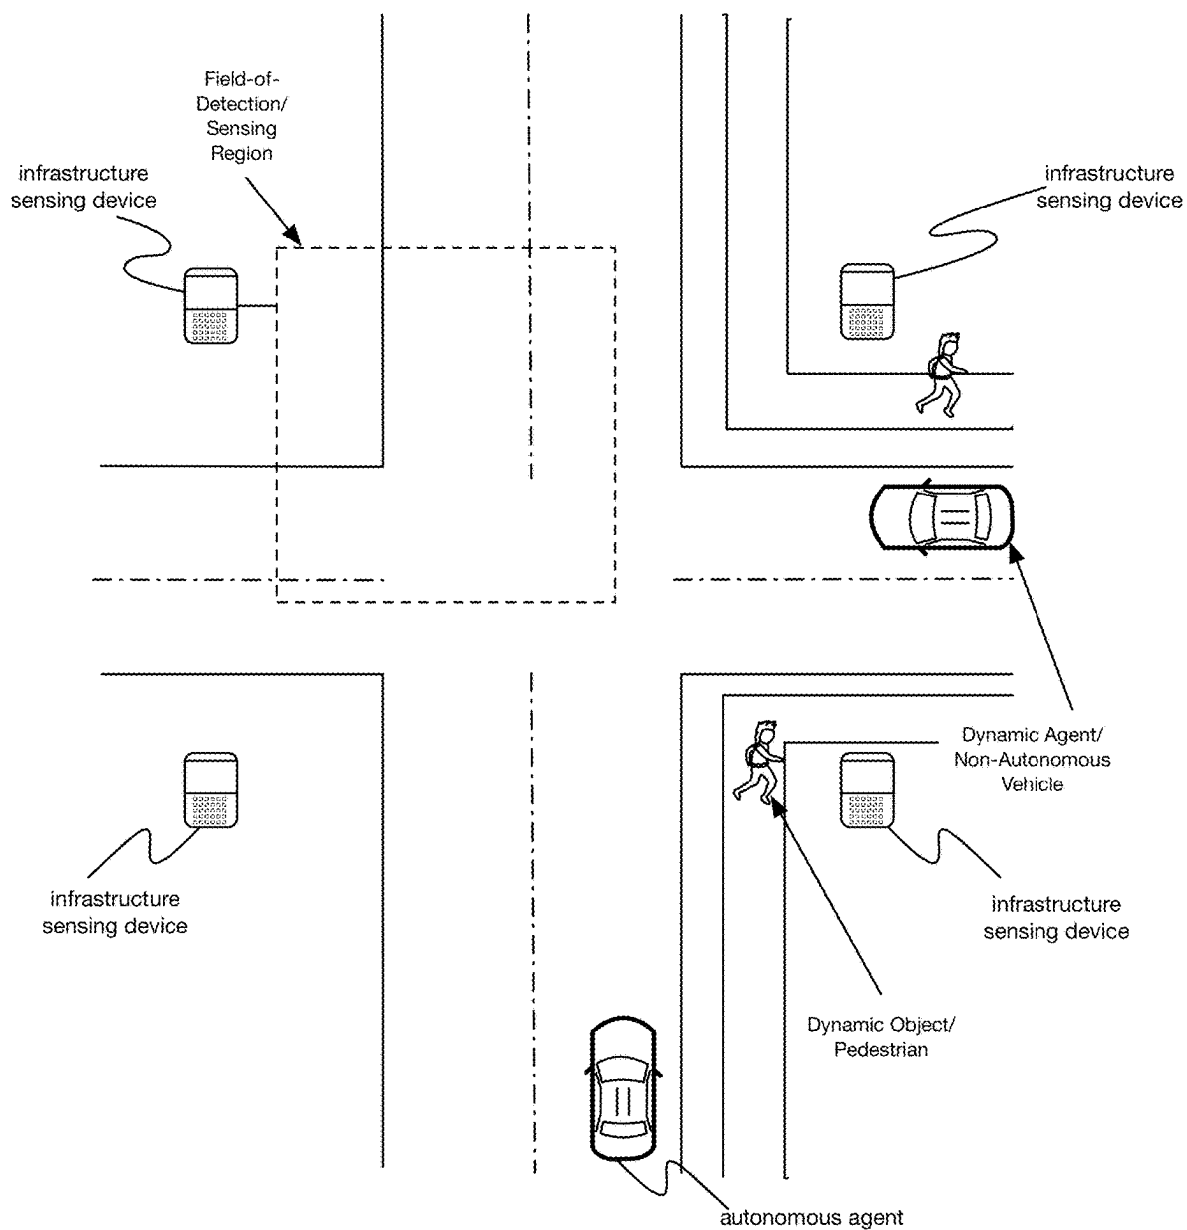 Field-of-
Detection/
Sensing
Region
infrastructure
sensing device
infrastructure
sensing device
Dynamic Agent/
Non-Autonomous
Vehicle
infrastructure
sensing device
infrastructure
sensing device
Dynamic Object/
Pedestrian
autonomous agent